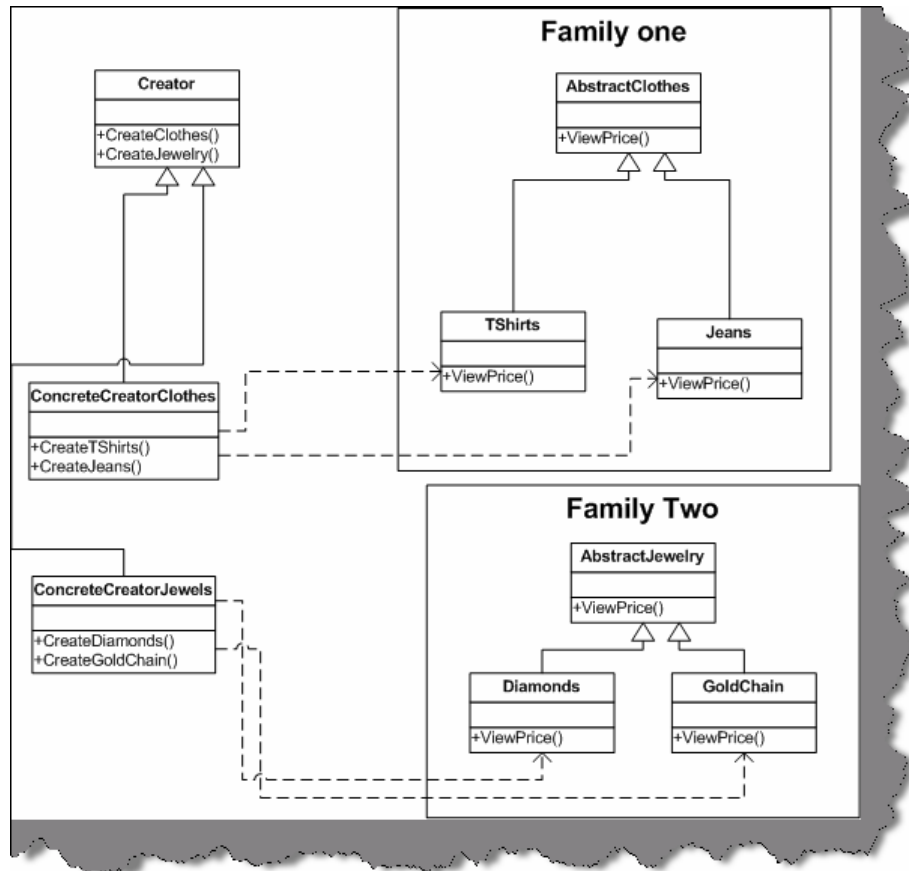 Family one
Creator
+CreateClothes()
+CreateJewelry()
AbstractClothes
+ViewPrice()
TShirts
+ViewPrice()
Jeans
+ViewPrice()
ConcreteCreatorClothes
+CreateTShirts()
+CreateJeans()
Family Two
AbstractJewelry
+ViewPrice()
ConcreteCreatorJewels
+CreateDiamonds()
+CreateGoldChain()
Diamonds
+ViewPrice()
GoldChain
+ViewPrice()